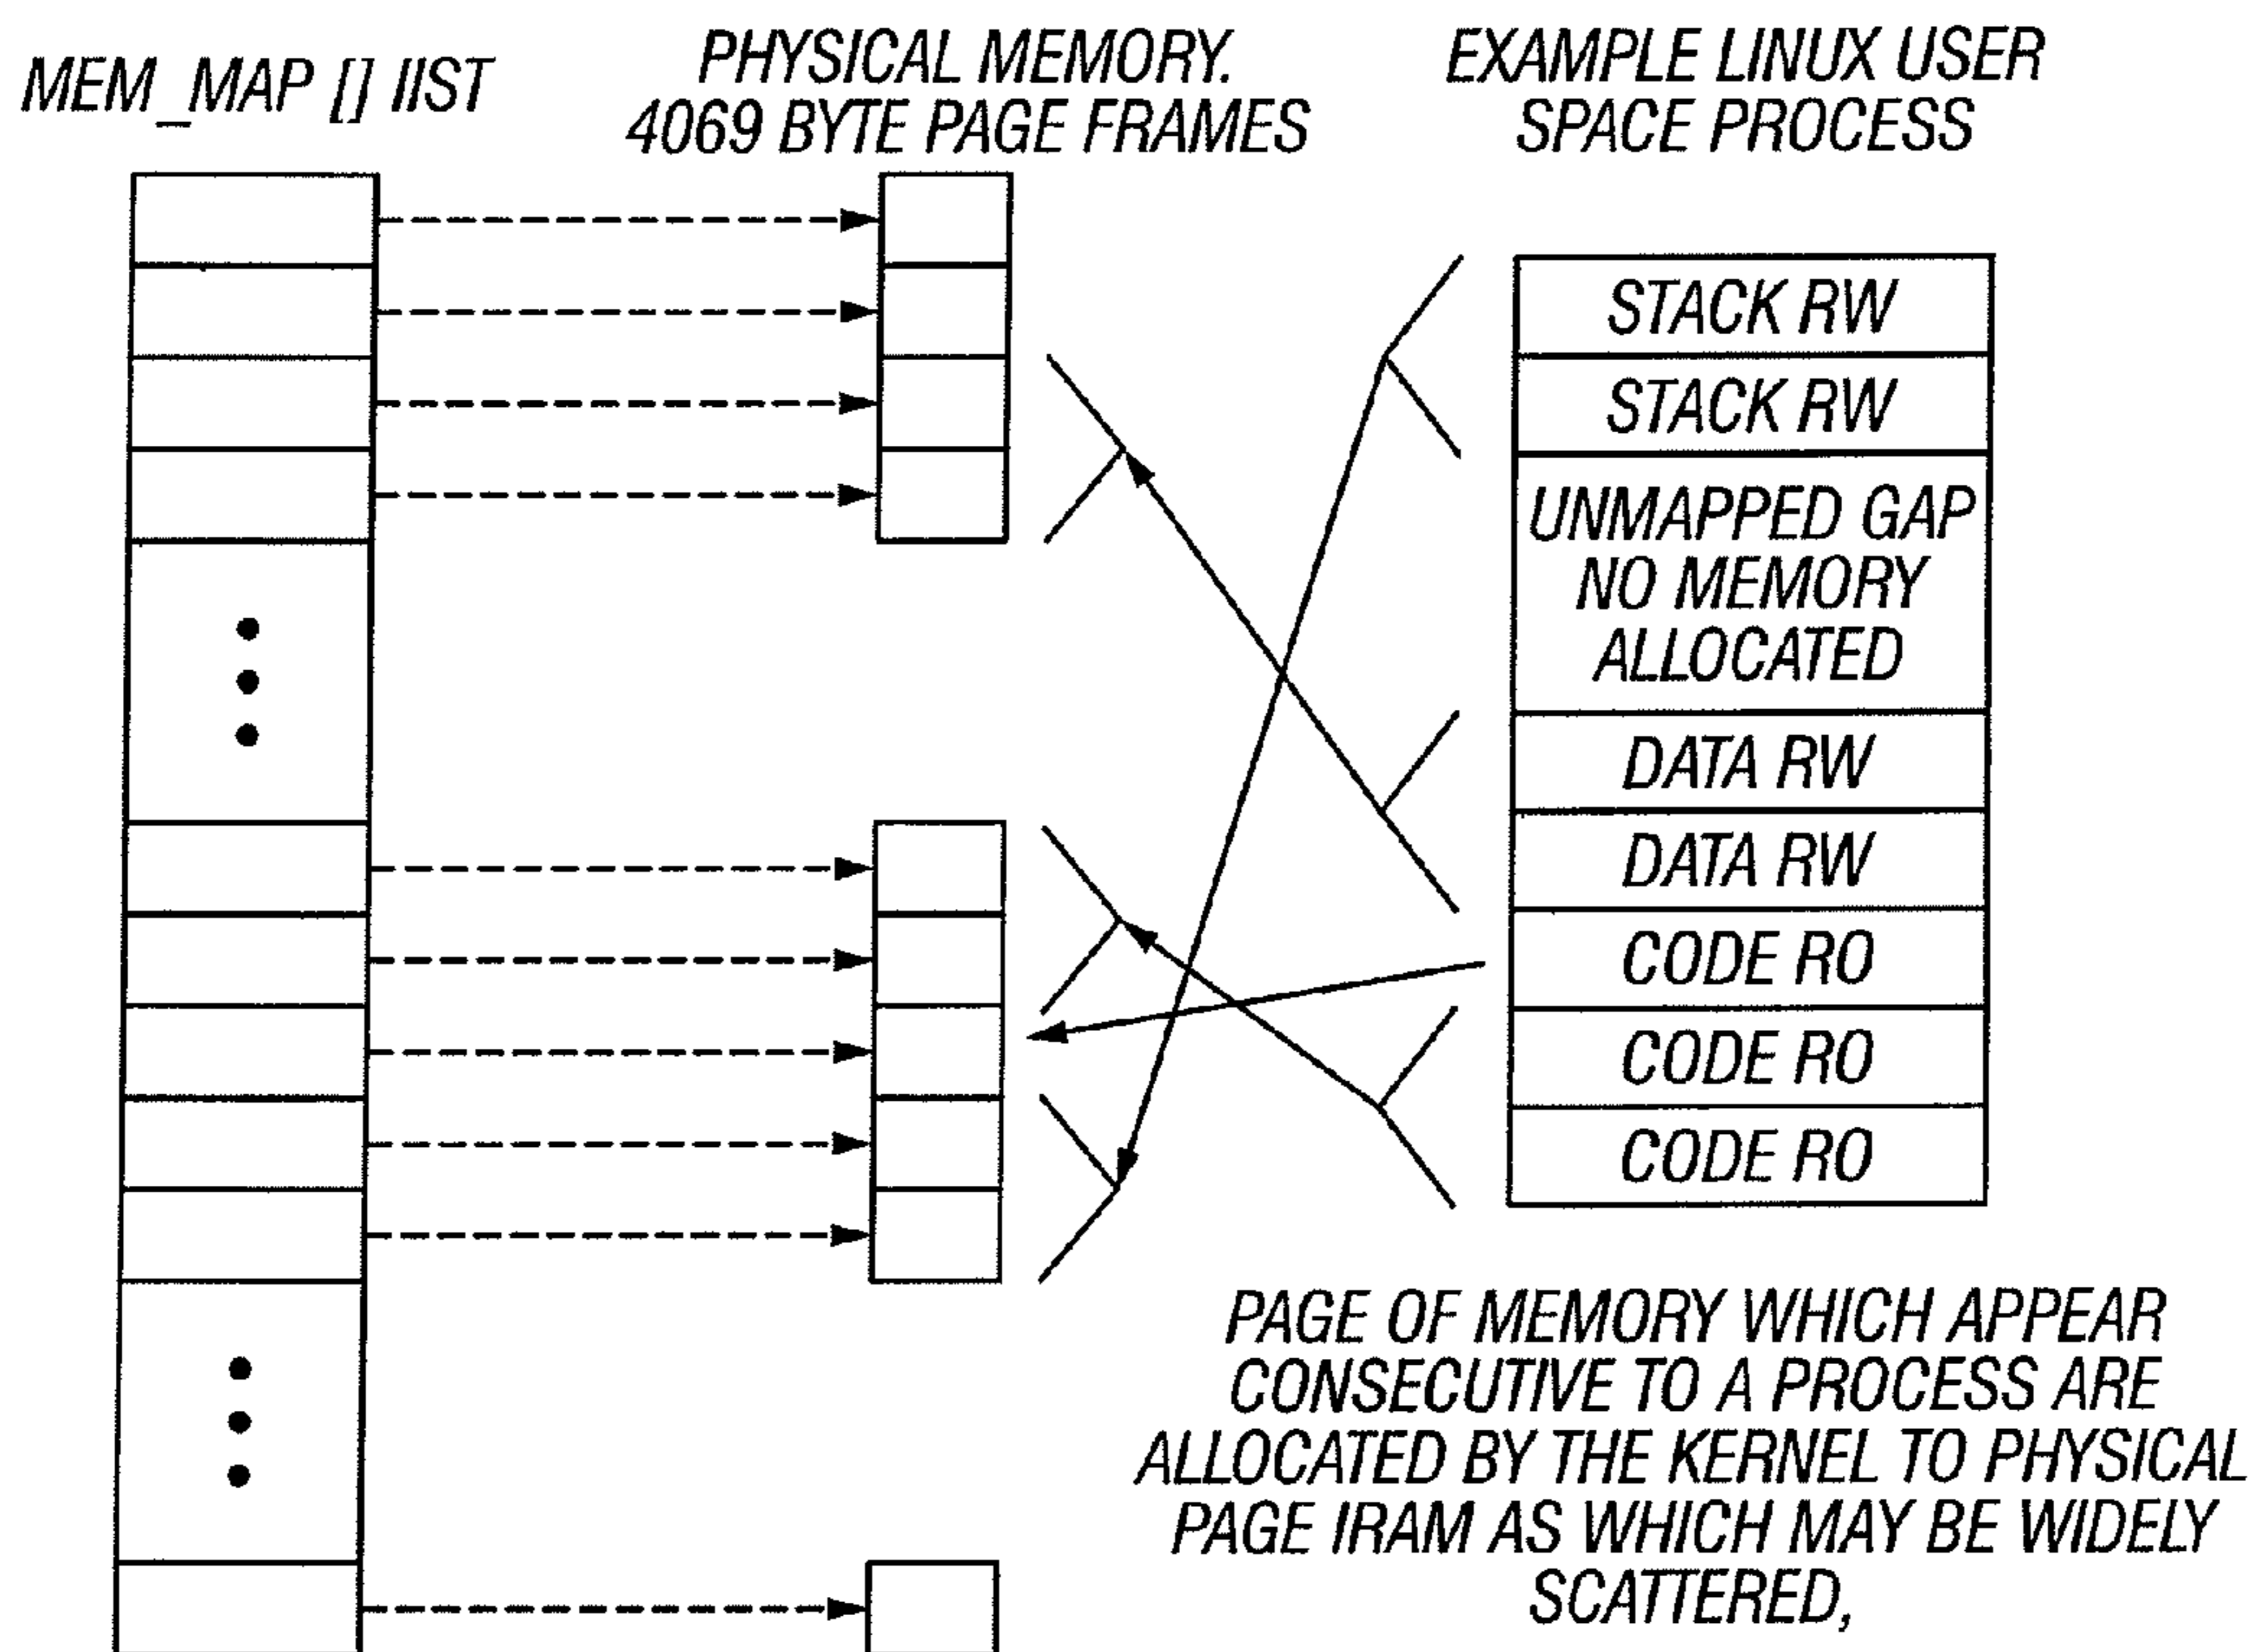 MEM_MAP [] IIST
PHYSICAL MEMORY.
4069 BYTE PAGE FRAMES
EXAMPLE LINUX USER
SPACE PROCESS
STACK RW
STACK RW
UNMAPPED GAP
NO MEMORY
ALLOCATED
DATA RW
DATA RW
CODE RO
CODE RO
CODE RO
PAGE OF MEMORY WHICH APPEAR
CONSECUTIVE TO A PROCESS ARE
ALLOCATED BY THE KERNEL TO PHYSICAL
PAGE IRAM AS WHICH MAY BE WIDELY
SCATTERED,